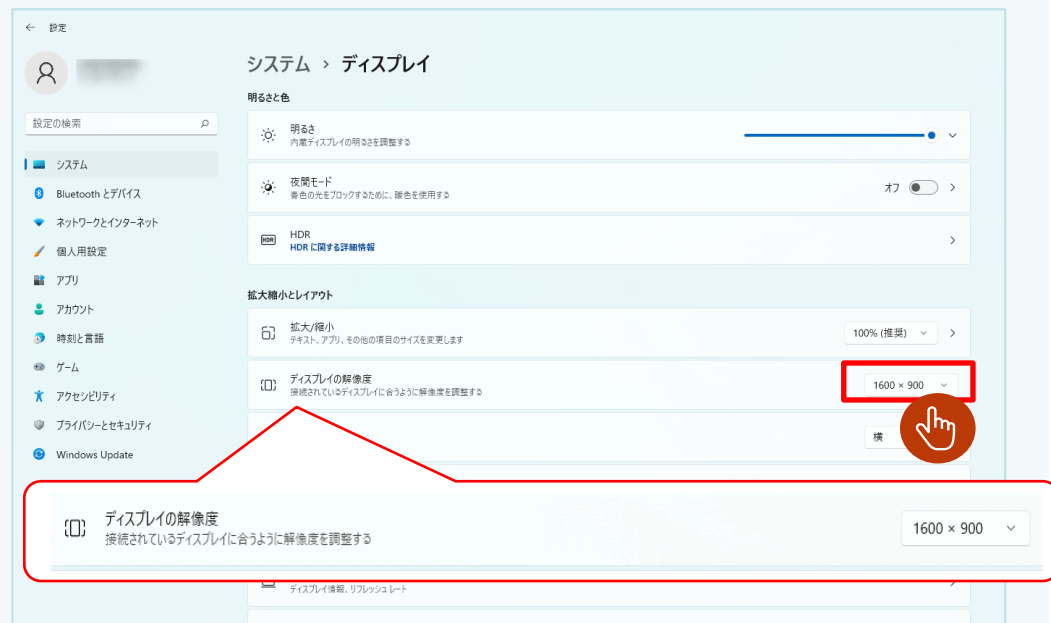 ← 設定
システム › ディスプレイ
明るさと色
設定の検索
明るさ
内蔵ディスプレイの明るさを調整する
システム
Bluetooth とデバイス
夜間モード
青色の光をブロックするために、暖色を使用する
オフ
ネットワークとインターネット
HDR
HDR
HDR に関する詳細情報
個人用設定
アプリ
拡大縮小とレイアウト
アカウント
拡大/縮小
テキスト、アプリ、その他の項目のサイズを変更します
100% (推奨)
時刻と言語
ゲーム
ディスプレイの解像度
接続されているディスプレイに合うように解像度を調整する
1600 × 900
アクセシビリティ
プライバシーとセキュリティ
横
Windows Update
ディスプレイの解像度
接続されているディスプレイに合うように解像度を調整する
1600 × 900
ディスプレイ情報、リフレッシュ レート